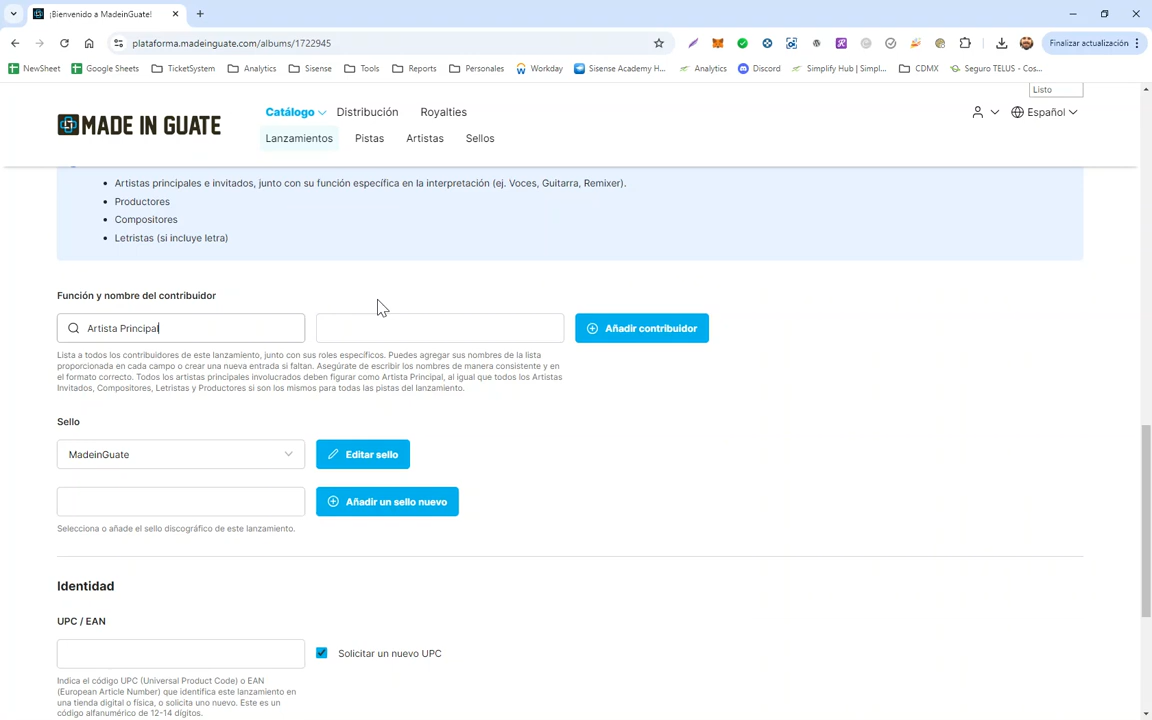 ¡Bienvenido a MadeinGuate!
plataforma.madeinguate.com/albums/1722945
Finalizar actualización
NewSheet Google Sheets TicketSystem Analytics Sisense Tools Reports Personales Workday Sisense Academy H... Analytics Discord Simplify Hub | Simpl... CDMX Seguro TELUS - Cos...
Listo
MADE IN GUATE
Catálogo Distribución Royalties
Español
Lanzamientos Pistas Artistas Sellos
• Artistas principales e invitados, junto con su función específica en la interpretación (ej. Voces, Guitarra, Remixer).
• Productores
• Compositores
• Letristas (si incluye letra)
Función y nombre del contribuidor
Artista Principal
Añadir contribuidor
Lista a todos los contribuidores de este lanzamiento, junto con sus roles específicos. Puedes agregar sus nombres de la lista
proporcionada en cada campo o crear una nueva entrada si faltan. Asegúrate de escribir los nombres de manera consistente y en
el formato correcto. Todos los artistas principales involucrados deben figurar como Artista Principal, al igual que todos los Artistas
Invitados, Compositores, Letristas y Productores si son los mismos para todas las pistas del lanzamiento.
Sello
MadeinGuate
Editar sello
Añadir un sello nuevo
Selecciona o añade el sello discográfico de este lanzamiento.
Identidad
UPC / EAN
Solicitar un nuevo UPC
Indica el código UPC (Universal Product Code) o EAN
(European Article Number) que identifica este lanzamiento en
una tienda digital o física, o solicita uno nuevo. Este es un
código alfanumérico de 12-14 dígitos.